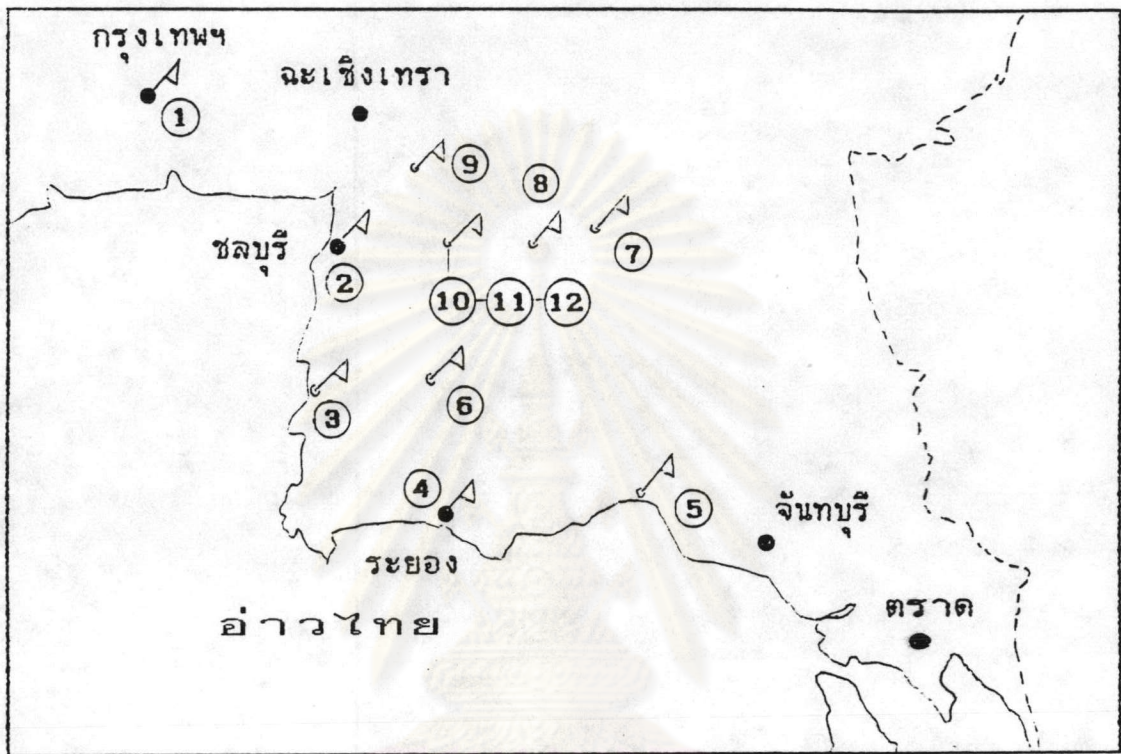 กรุงเทพฯ
ฉะเชิงเทรา
1
9
8
ชลบุรี
7
2
10 11 12
3
6
4
5
จันทบุรี
ระยอง
ตราด
อ่าวไทย